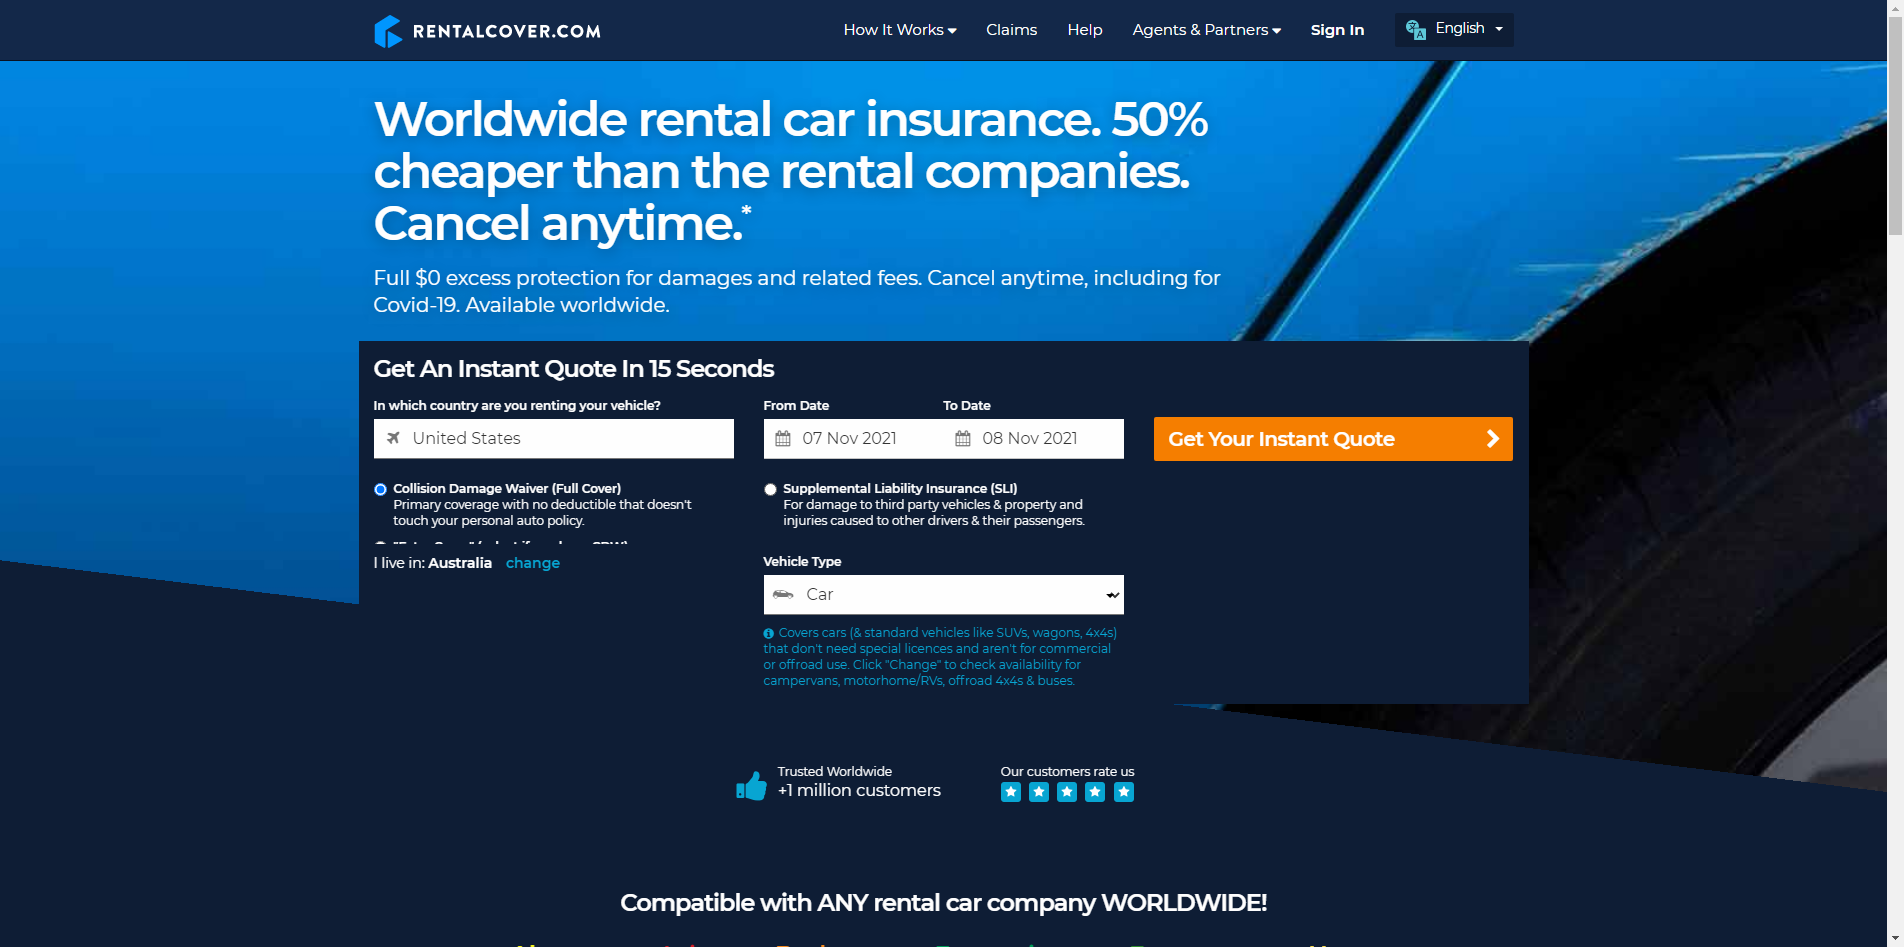 RENTALCOVER.COM
How It Works
Claims
Help
Agents & Partners
Sign In
English
Worldwide rental car insurance. 50%
cheaper than the rental companies.
Cancel anytime.*
Full $0 excess protection for damages and related fees. Cancel anytime, including for
Covid-19. Available worldwide.
Get An Instant Quote In 15 Seconds
In which country are you renting your vehicle?
United States
From Date
To Date
07 Nov 2021
08 Nov 2021
Get Your Instant Quote
Collision Damage Waiver (Full Cover)
Primary coverage with no deductible that doesn't
touch your personal auto policy.
Supplemental Liability Insurance (SLI)
For damage to third party vehicles & property and
injuries caused to other drivers & their passengers.
I live in: Australia change
Vehicle Type
Car
Covers cars (& standard vehicles like SUVs, wagons, 4x4s)
that don't need special licences and aren't for commercial
or offroad use. Click "Change" to check availability for
campervans, motorhome/RVs, offroad 4x4s & buses.
Trusted Worldwide
+1 million customers
Our customers rate us
Compatible with ANY rental car company WORLDWIDE!